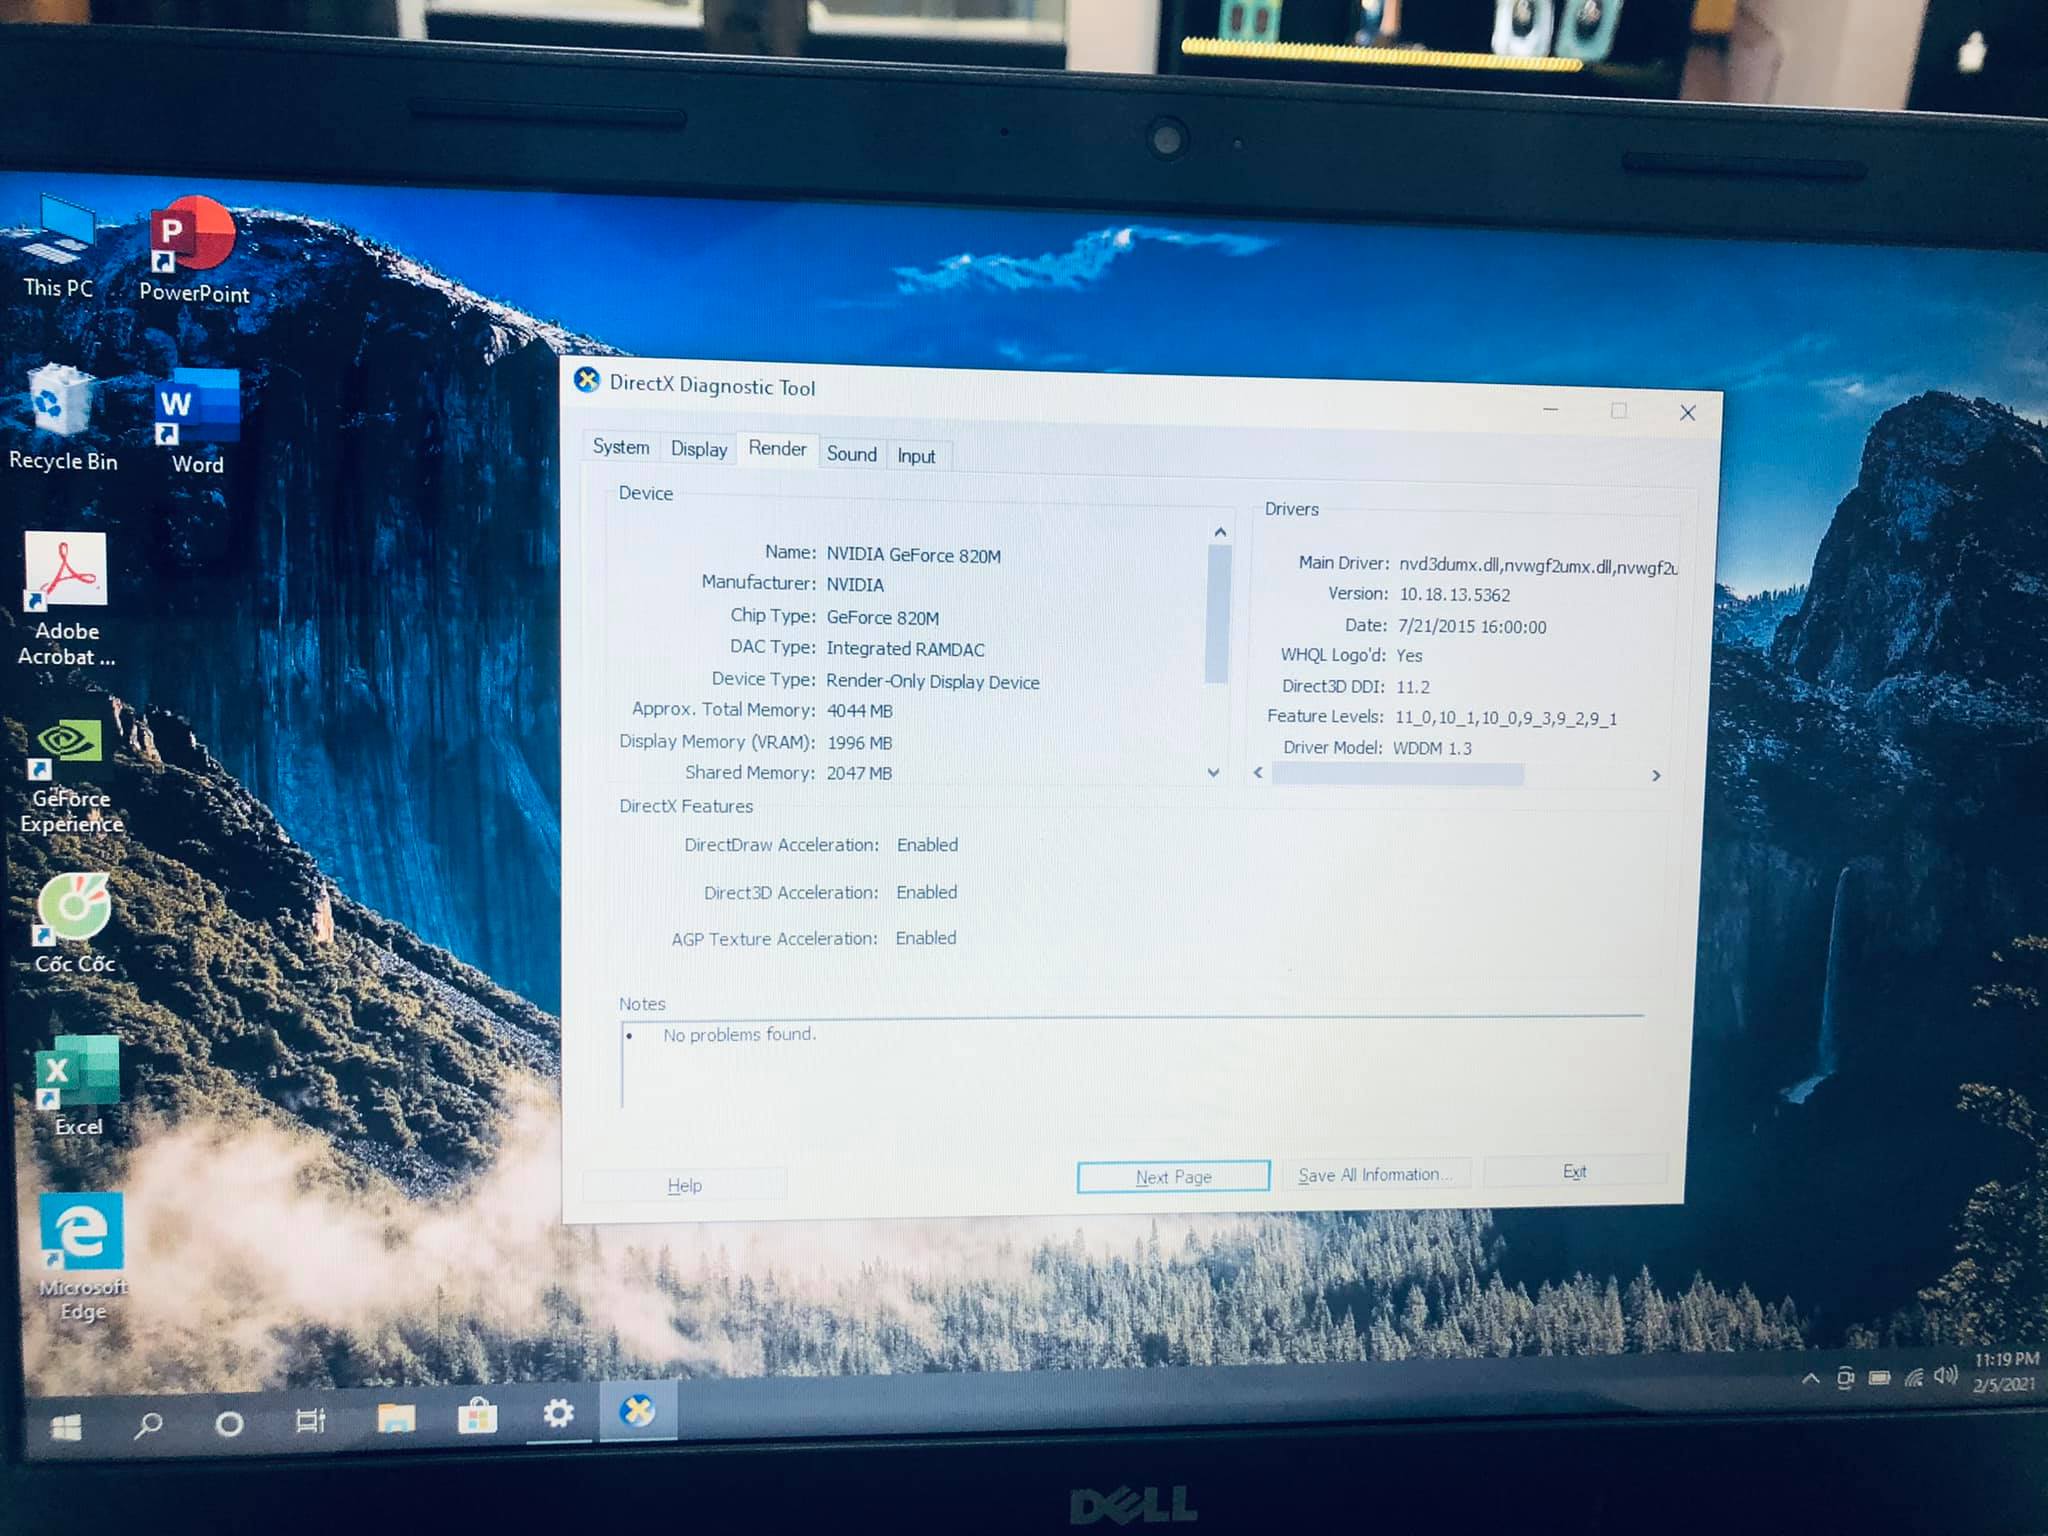 This PC
P
PowerPoint
Recycle Bin
W
Word
Adobe
Acrobat ...
GeForce
Experience
Cốc Cốc
X
Excel
Microsoft
Edge
DirectX Diagnostic Tool
System
Display
Render
Sound
Input
Device
Name: NVIDIA GeForce 820M
Manufacturer: NVIDIA
Chip Type: GeForce 820M
DAC Type: Integrated RAMDAC
Device Type: Render-Only Display Device
Approx. Total Memory: 4044 MB
Display Memory (VRAM): 1996 MB
Shared Memory: 2047 MB
Drivers
Main Driver: nvd3dumx.dll,nvwgf2umx.dll,nvwgf2u
Version: 10.18.13.5362
Date: 7/21/2015 16:00:00
WHQL Logo'd: Yes
Direct3D DDI: 11.2
Feature Levels: 11_0,10_1,10_0,9_3,9_2,9_1
Driver Model: WDDM 1.3
DirectX Features
DirectDraw Acceleration: Enabled
Direct3D Acceleration: Enabled
AGP Texture Acceleration: Enabled
Notes
• No problems found.
Help
Next Page
Save All Information...
Exit
11:19 PM
2/5/2021
DELL